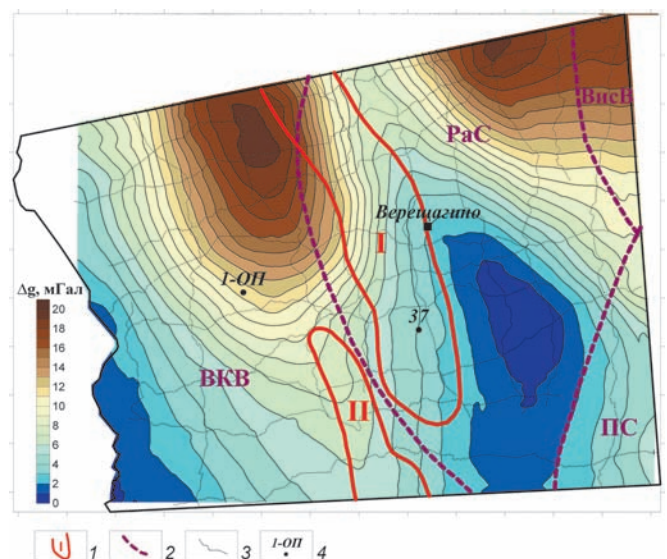 ВисВ
РаС
Верещагино
I
1-ОП
Δg, мГал
20
18
16
14
12
10
8
6
4
2
0
37
ВКВ
II
ПС
I 1 2 3 1-ОП 4